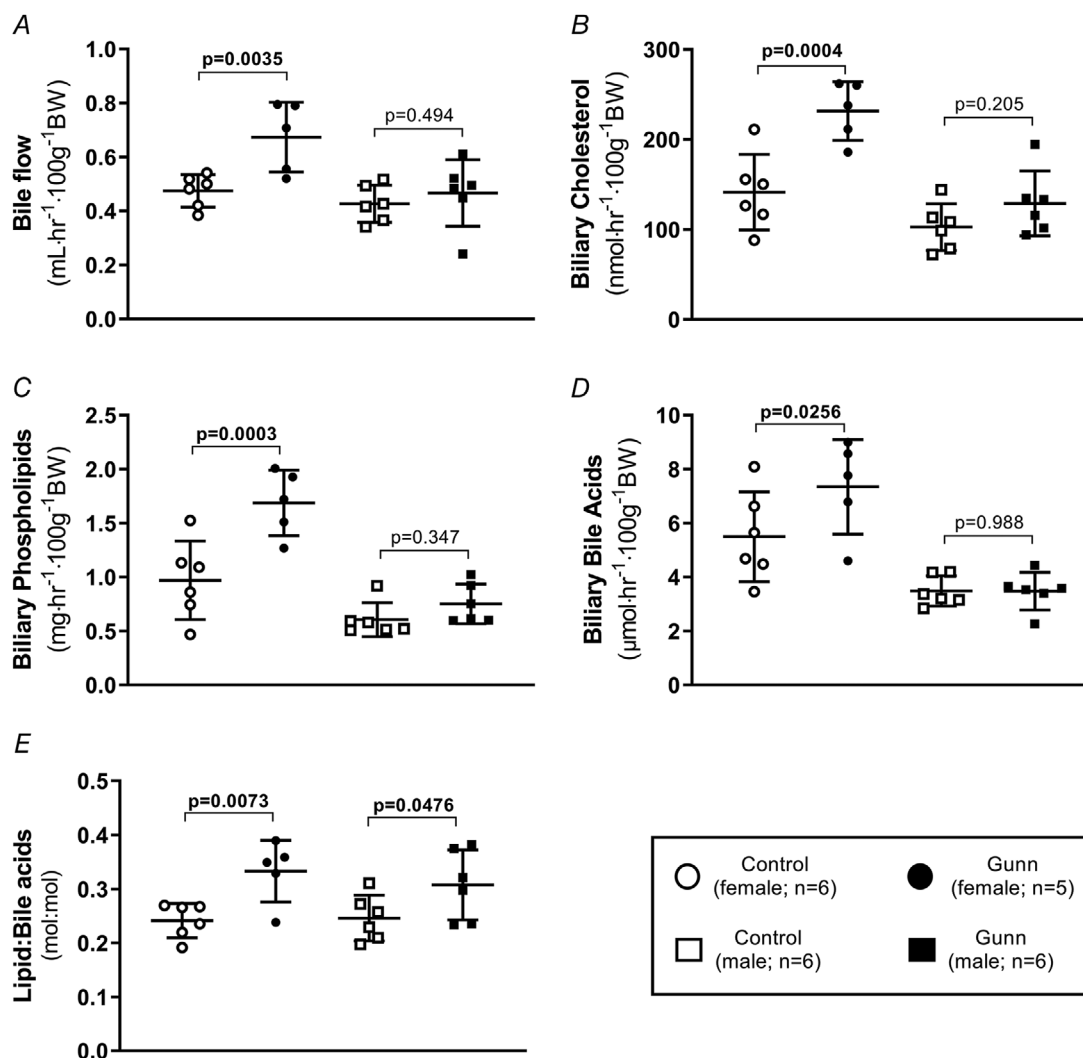 A
Bile flow
(mL·hr⁻¹·100g⁻¹BW)
1.0
0.8
0.6
0.4
0.2
0.0
p=0.0035
p=0.494
B
Biliary Cholesterol
(nmol·hr⁻¹·100g⁻¹BW)
300
200
100
0
p=0.0004
p=0.205
C
Biliary Phospholipids
(mg·hr⁻¹·100g⁻¹BW)
2.5
2.0
1.5
1.0
0.5
0.0
p=0.0003
p=0.347
D
Biliary Bile Acids
(µmol·hr⁻¹·100g⁻¹BW)
10
8
6
4
2
0
p=0.0256
p=0.988
E
Lipid:Bile acids
(mol:mol)
0.5
0.4
0.3
0.2
0.1
0.0
p=0.0073
p=0.0476
Control
(female; n=6)
Gunn
(female; n=5)
Control
(male; n=6)
Gunn
(male; n=6)